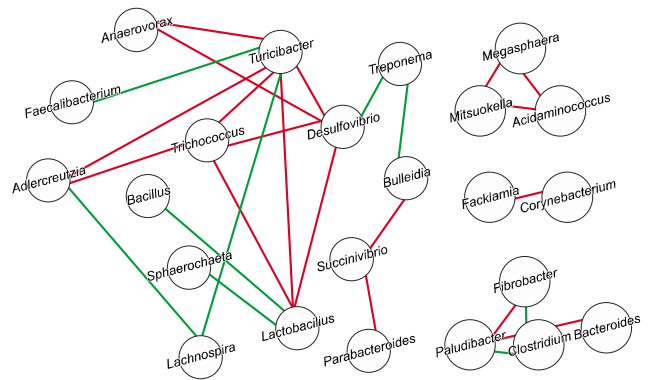 Anaerovorax
Turicibacter
Megasphaera
Treponema
Faecalibacterium
Mitsuokella
Acidaminococcus
Desulfovibrio
Trichococcus
Adlercreutzia
Bulleidia
Bacillus
Facklamia
Corynebacterium
Sphaerochaeta
Succinivibrio
Fibrobacter
Lactobacillus
Paludibacter
Clostridium
Bacteroides
Lachnospira
Parabacteroides